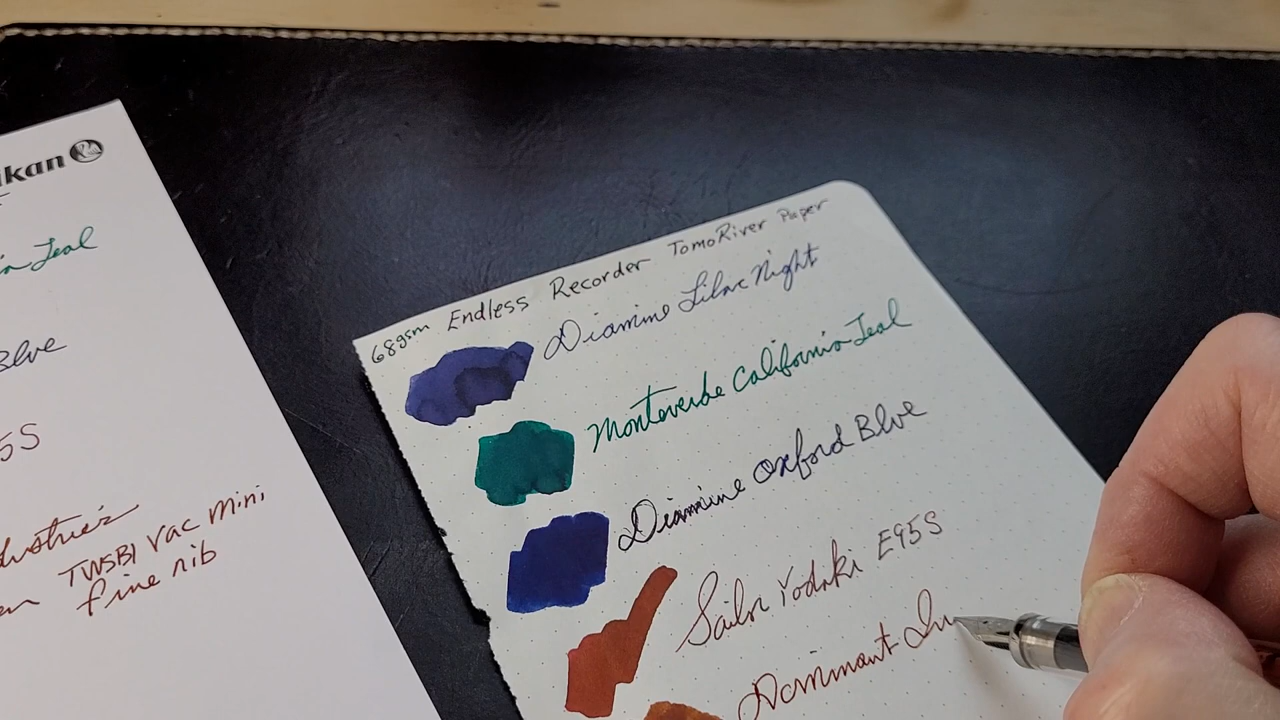 kan
Teal
Blue
5S
TWSBI Vac Mini
fine nib
68gsm Endless Recorder TomoRiver Paper
Diamine Lilac Night
Monteverde California Teal
Diamine Oxford Blue
Sailor Yodaki E95S
Dominant In